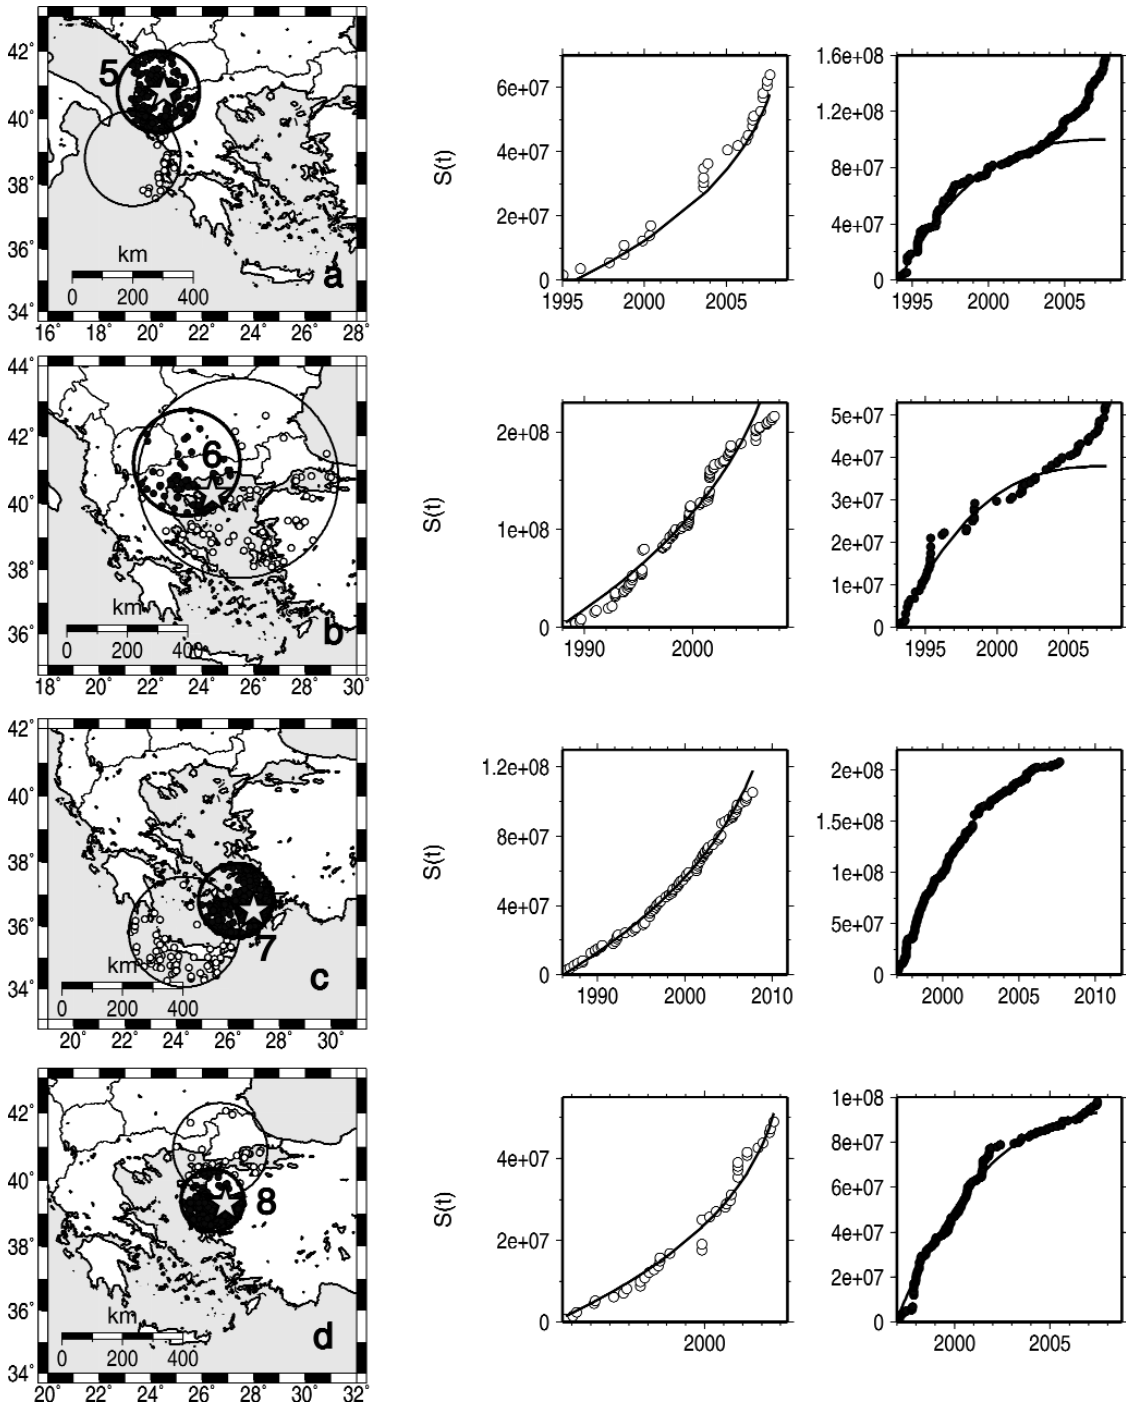 42°
40°
38°
36°
34°
16° 18° 20° 22° 24° 26° 28°
5
km
0 200 400
a
S(t)
6e+07
4e+07
2e+07
0
1995 2000 2005
1.6e+08
1.2e+08
8e+07
4e+07
0
1995 2000 2005
44°
42°
40°
38°
36°
18° 20° 22° 24° 26° 28° 30°
6
km
0 200 400
b
S(t)
2e+08
1e+08
0
1990 2000
5e+07
4e+07
3e+07
2e+07
1e+07
0
1995 2000 2005
42°
40°
38°
36°
34°
20° 22° 24° 26° 28° 30°
7
km
0 200 400
c
S(t)
1.2e+08
8e+07
4e+07
0
1990 2000 2010
2e+08
1.5e+08
1e+08
5e+07
0
2000 2005 2010
42°
40°
38°
36°
34°
20° 22° 24° 26° 28° 30° 32°
8
km
0 200 400
d
S(t)
4e+07
2e+07
0
2000
1e+08
8e+07
6e+07
4e+07
2e+07
0
2000 2005